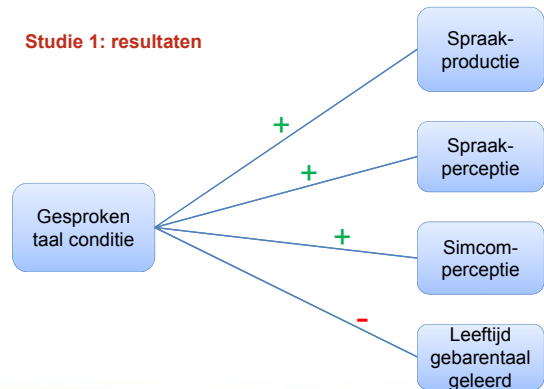 Studie 1: resultaten
Spraak-
productie
+
Spraak-
perceptie
+
Gesproken
taal conditie
+
Simcom-
perceptie
-
Leeftijd
gebarentaal
geleerd